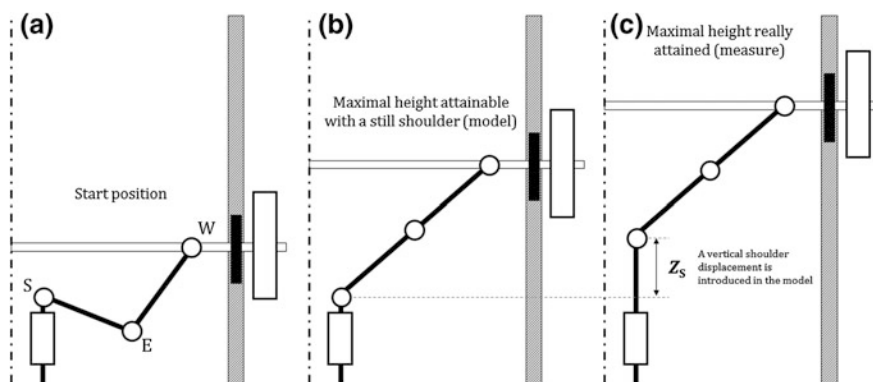 (a)
Start position
W
S
E
(b)
Maximal height attainable
with a still shoulder (model)
(c)
Maximal height really
attained (measure)
Zs
A vertical shoulder
displacement is
introduced in the model